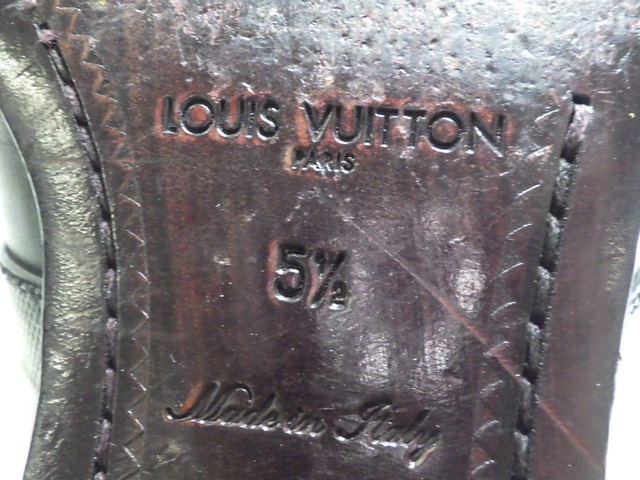 LOUIS VUITTON
PARIS
5½
Made in Italy